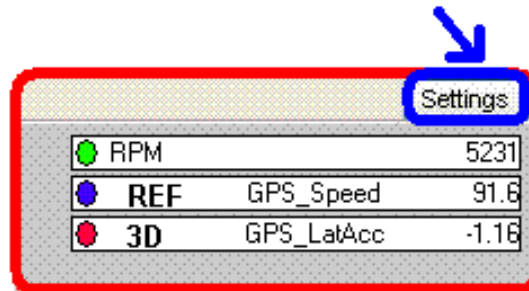 Settings
RPM 5231
REF GPS_Speed 91.6
3D GPS_LatAcc -1.16